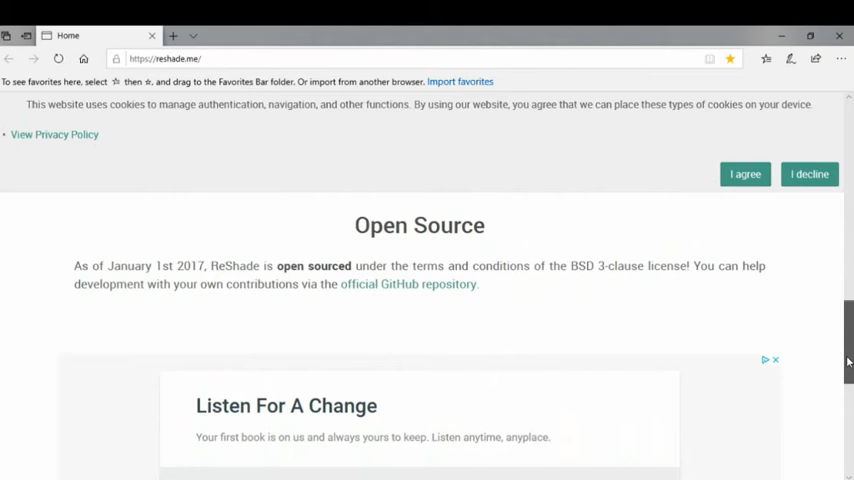 Home
https://reshade.me/
To see favorites here, select ☆ then ☆, and drag to the Favorites Bar folder. Or import from another browser. Import favorites
This website uses cookies to manage authentication, navigation, and other functions. By using our website, you agree that we can place these types of cookies on your device.
• View Privacy Policy
I agree
I decline
Open Source
As of January 1st 2017, ReShade is open sourced under the terms and conditions of the BSD 3-clause license! You can help
development with your own contributions via the official GitHub repository.
Listen For A Change
Your first book is on us and always yours to keep. Listen anytime, anyplace.